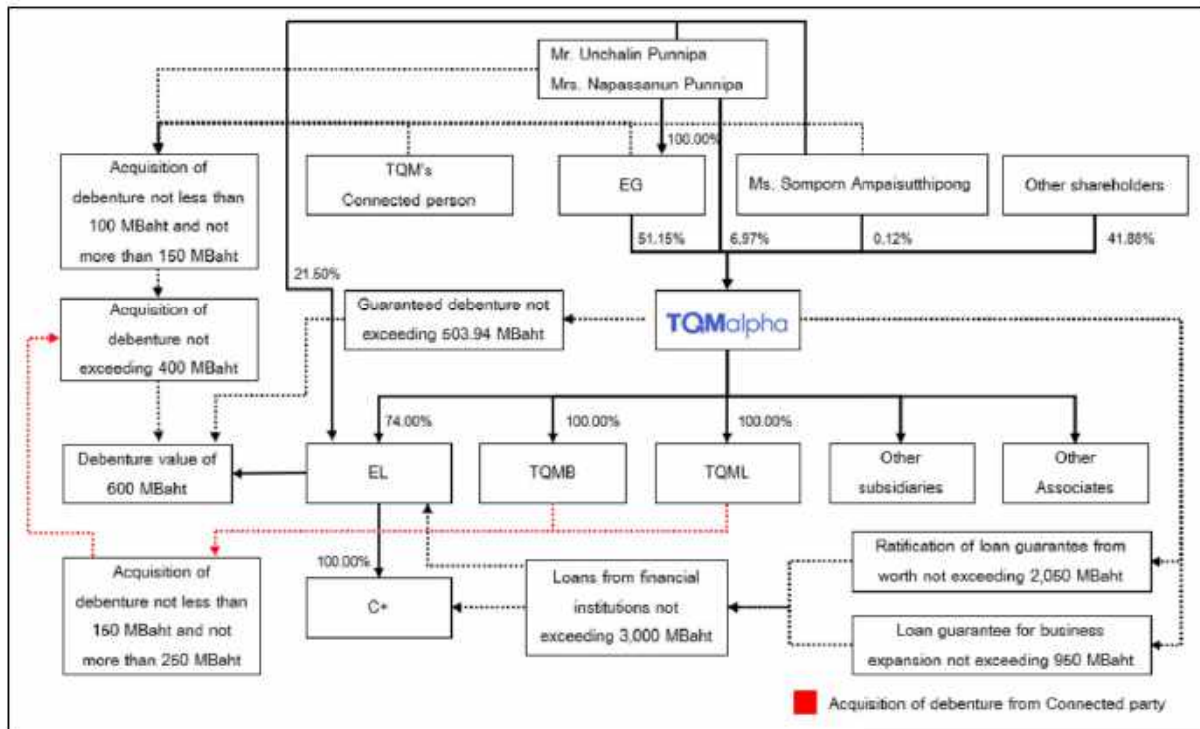 Mr. Unchalin Punnipa
Mrs. Napassanun Punnipa
100.00%
Acquisition of
debenture not less than
100 MBaht and not
more than 150 MBaht
TQM's
Connected person
EG
Ms. Somporn Ampaisutthipong
Other shareholders
51.15%
6.97%
0.12%
41.88%
21.50%
Acquisition of
debenture not
exceeding 400 MBaht
Guaranteed debenture not
exceeding 503.94 MBaht
TQMalpha
74.00%
100.00%
100.00%
Debenture value of
600 MBaht
EL
TQMB
TQML
Other
subsidiaries
Other
Associates
100.00%
Acquisition of
debenture not less than
150 MBaht and not
more than 250 MBaht
C+
Loans from financial
institutions not
exceeding 3,000 MBaht
Ratification of loan guarantee from
worth not exceeding 2,050 MBaht
Loan guarantee for business
expansion not exceeding 950 MBaht
Acquisition of debenture from Connected party